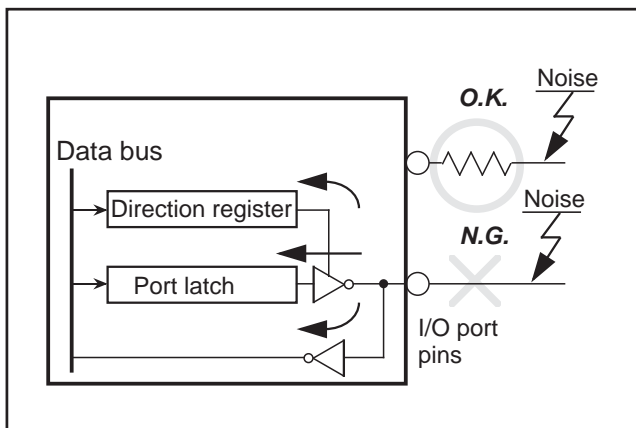 Noise
O.K.
Data bus
Direction register
Noise
N.G.
Port latch
I/O port
pins